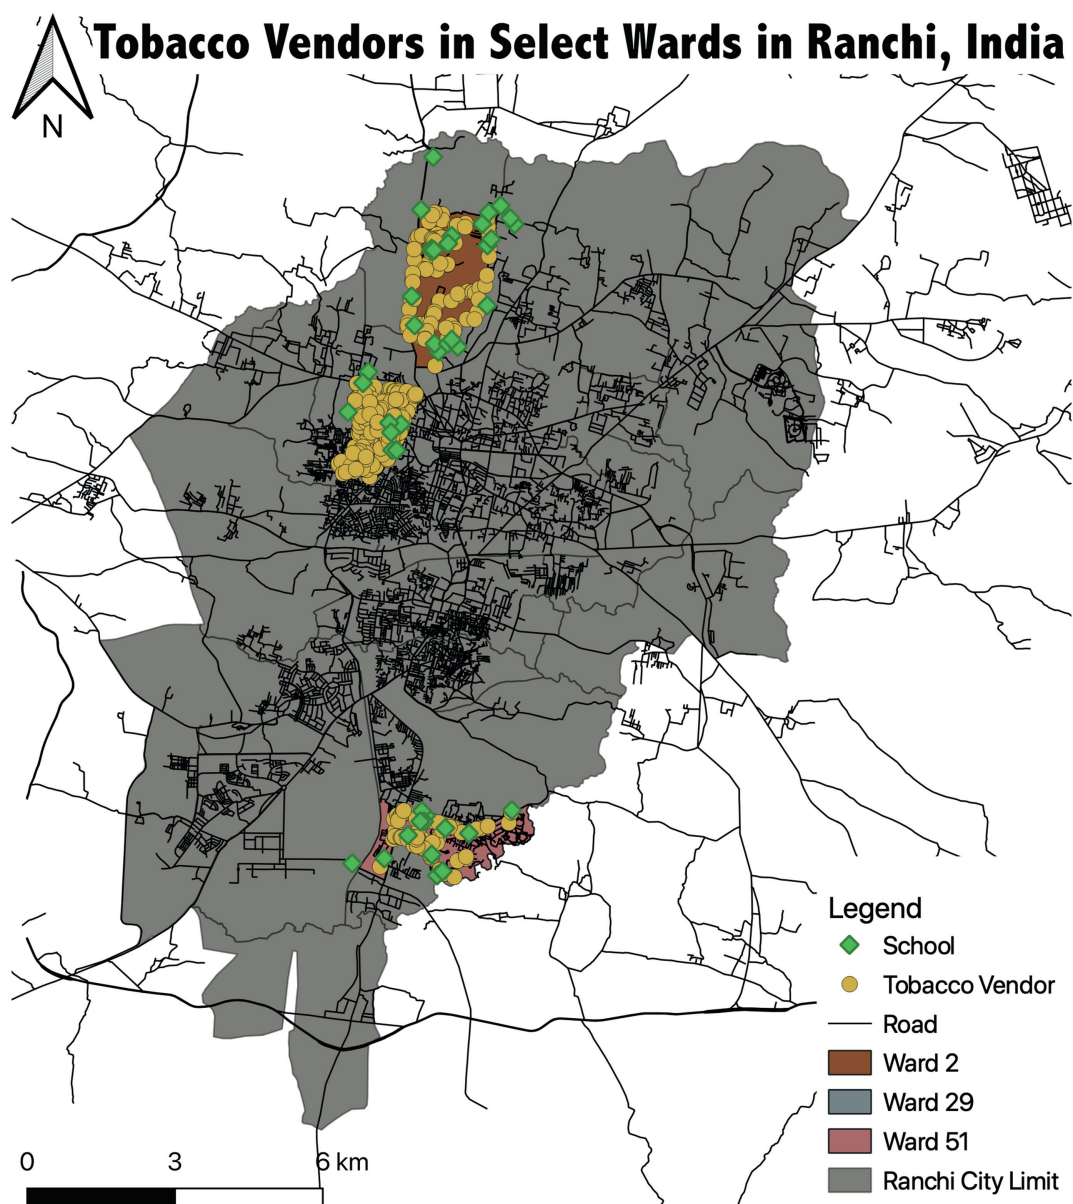 Tobacco Vendors in Select Wards in Ranchi, India
N
Legend
School
Tobacco Vendor
Road
Ward 2
Ward 29
Ward 51
Ranchi City Limit
0 3 6 km